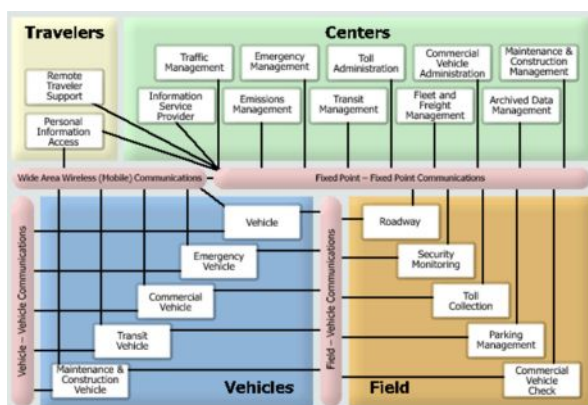 Travelers
Centers
Remote
Traveler
Support
Personal
Information
Access
Traffic
Management
Emergency
Management
Toll
Administration
Commercial
Vehicle
Administration
Maintenance &
Construction
Management
Information
Service
Provider
Emissions
Management
Transit
Management
Fleet and
Freight
Management
Archived Data
Management
Wide Area Wireless (Mobile) Communications
Fixed Point – Fixed Point Communications
Vehicle – Vehicle Communications
Vehicle
Emergency
Vehicle
Commercial
Vehicle
Transit
Vehicle
Maintenance &
Construction
Vehicle
Vehicles
Field – Vehicle Communications
Roadway
Security
Monitoring
Toll
Collection
Parking
Management
Commercial
Vehicle Check
Field